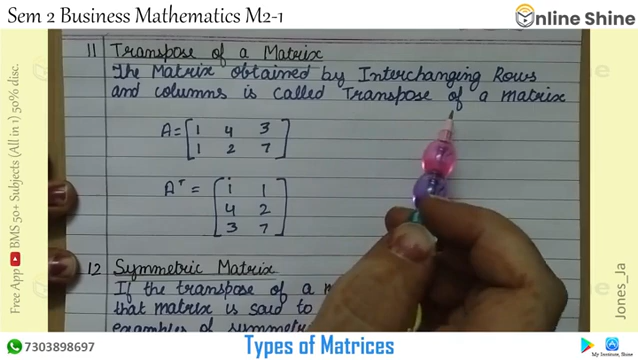 Sem 2 Business Mathematics M2-1
Online Shine
11 Transpose of a Matrix
The Matrix obtained by Interchanging Rows
and columns is called Transpose of a matrix
A = [ 1 4 3
1 2 7 ]
Aᵀ = [ 1 1
4 2
3 7 ]
12 Symmetric Matrix
If the transpose of a
that matrix is said to
examples of
Free App BMS 50+ Subjects (All in 1) 50% disc.
Jones_Ja
7303898697
Types of Matrices
My Institute, Shine